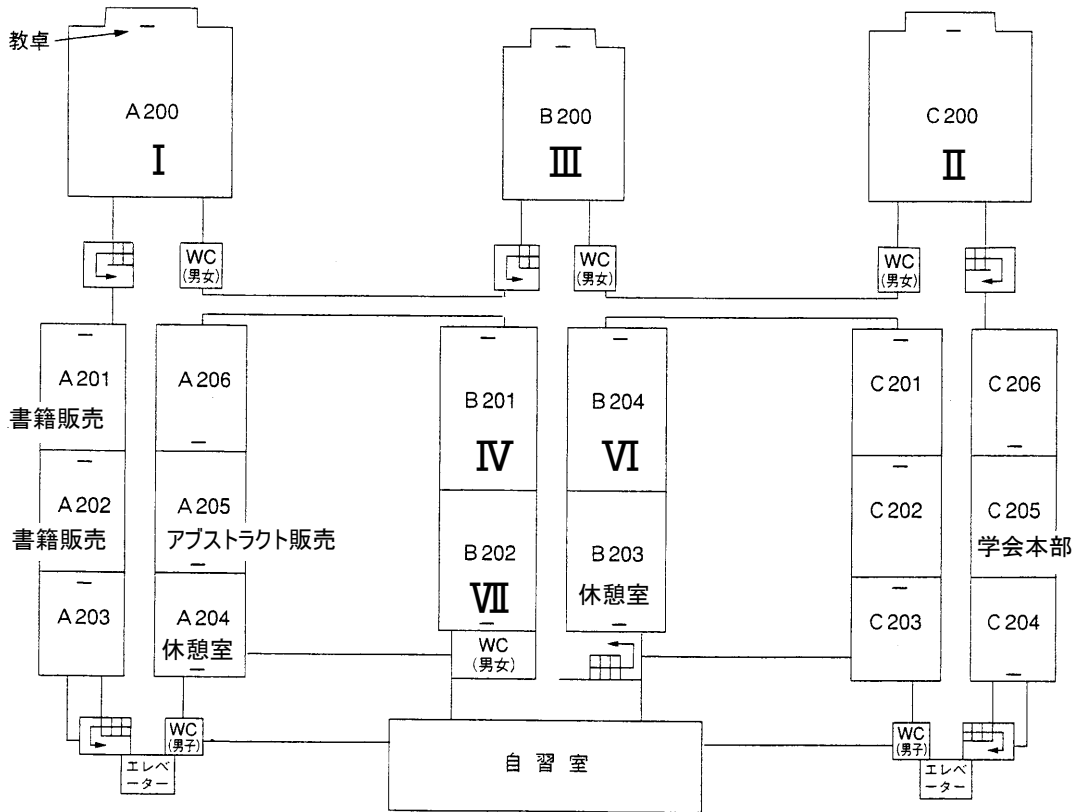 教卓
A200
I
B200
III
C200
II
WC
(男女)
WC
(男女)
WC
(男女)
A201
書籍販売
A206
B201
IV
B204
VI
C201
C206
A202
書籍販売
A205
アブストラクト販売
B202
VII
B203
休憩室
C202
C205
学会本部
A203
A204
休憩室
WC
(男女)
C203
C204
WC
(男子)
エレベ
ーター
自習室
WC
(男子)
エレベ
ーター